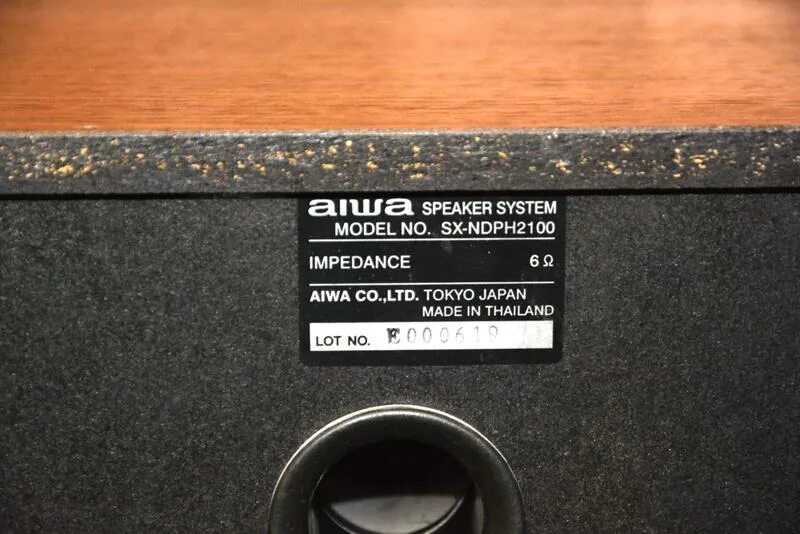 aiwa SPEAKER SYSTEM
MODEL NO. SX-NDPH2100
IMPEDANCE 6 Ω
AIWA CO.,LTD. TOKYO JAPAN
MADE IN THAILAND
LOT NO. E000619